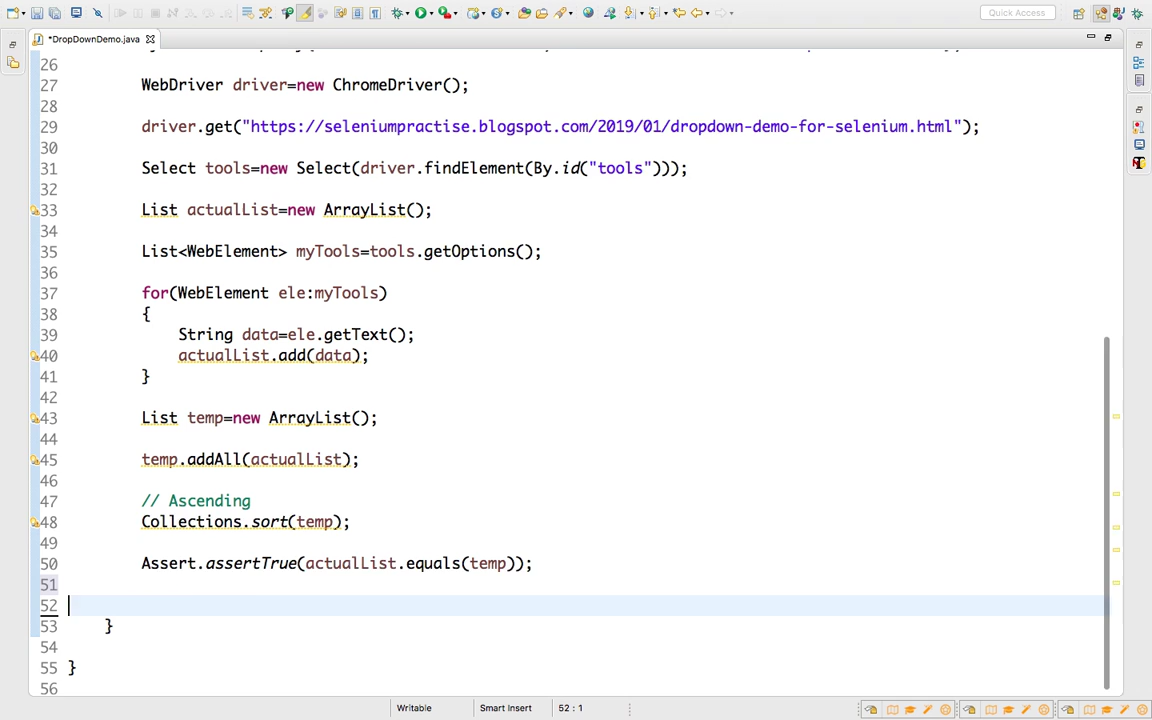 Quick Access
*DropDownDemo.java
26
27 WebDriver driver=new ChromeDriver();
28
29 driver.get("https://seleniumpractise.blogspot.com/2019/01/dropdown-demo-for-selenium.html");
30
31 Select tools=new Select(driver.findElement(By.id("tools")));
32
33 List actualList=new ArrayList();
34
35 List<WebElement> myTools=tools.getOptions();
36
37 for(WebElement ele:myTools)
38 {
39 String data=ele.getText();
40 actualList.add(data);
41 }
42
43 List temp=new ArrayList();
44
45 temp.addAll(actualList);
46
47 // Ascending
48 Collections.sort(temp);
49
50 Assert.assertTrue(actualList.equals(temp));
51
52
53 }
54
55 }
56
Writable Smart Insert 52 : 1